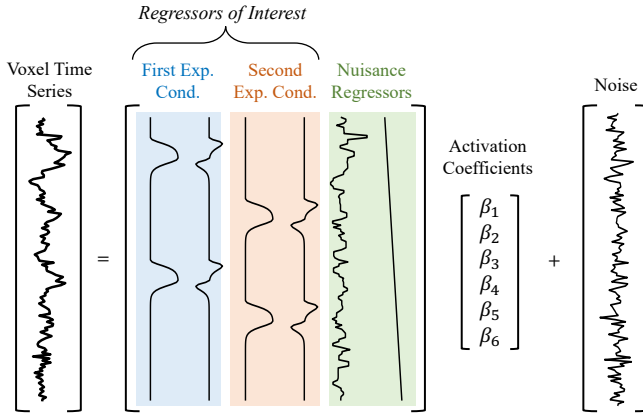 Regressors of Interest
Voxel Time
Series
First Exp.
Cond.
Second
Exp. Cond.
Nuisance
Regressors
Noise
Activation
Coefficients
=
β1
β2
β3
β4
β5
β6
+